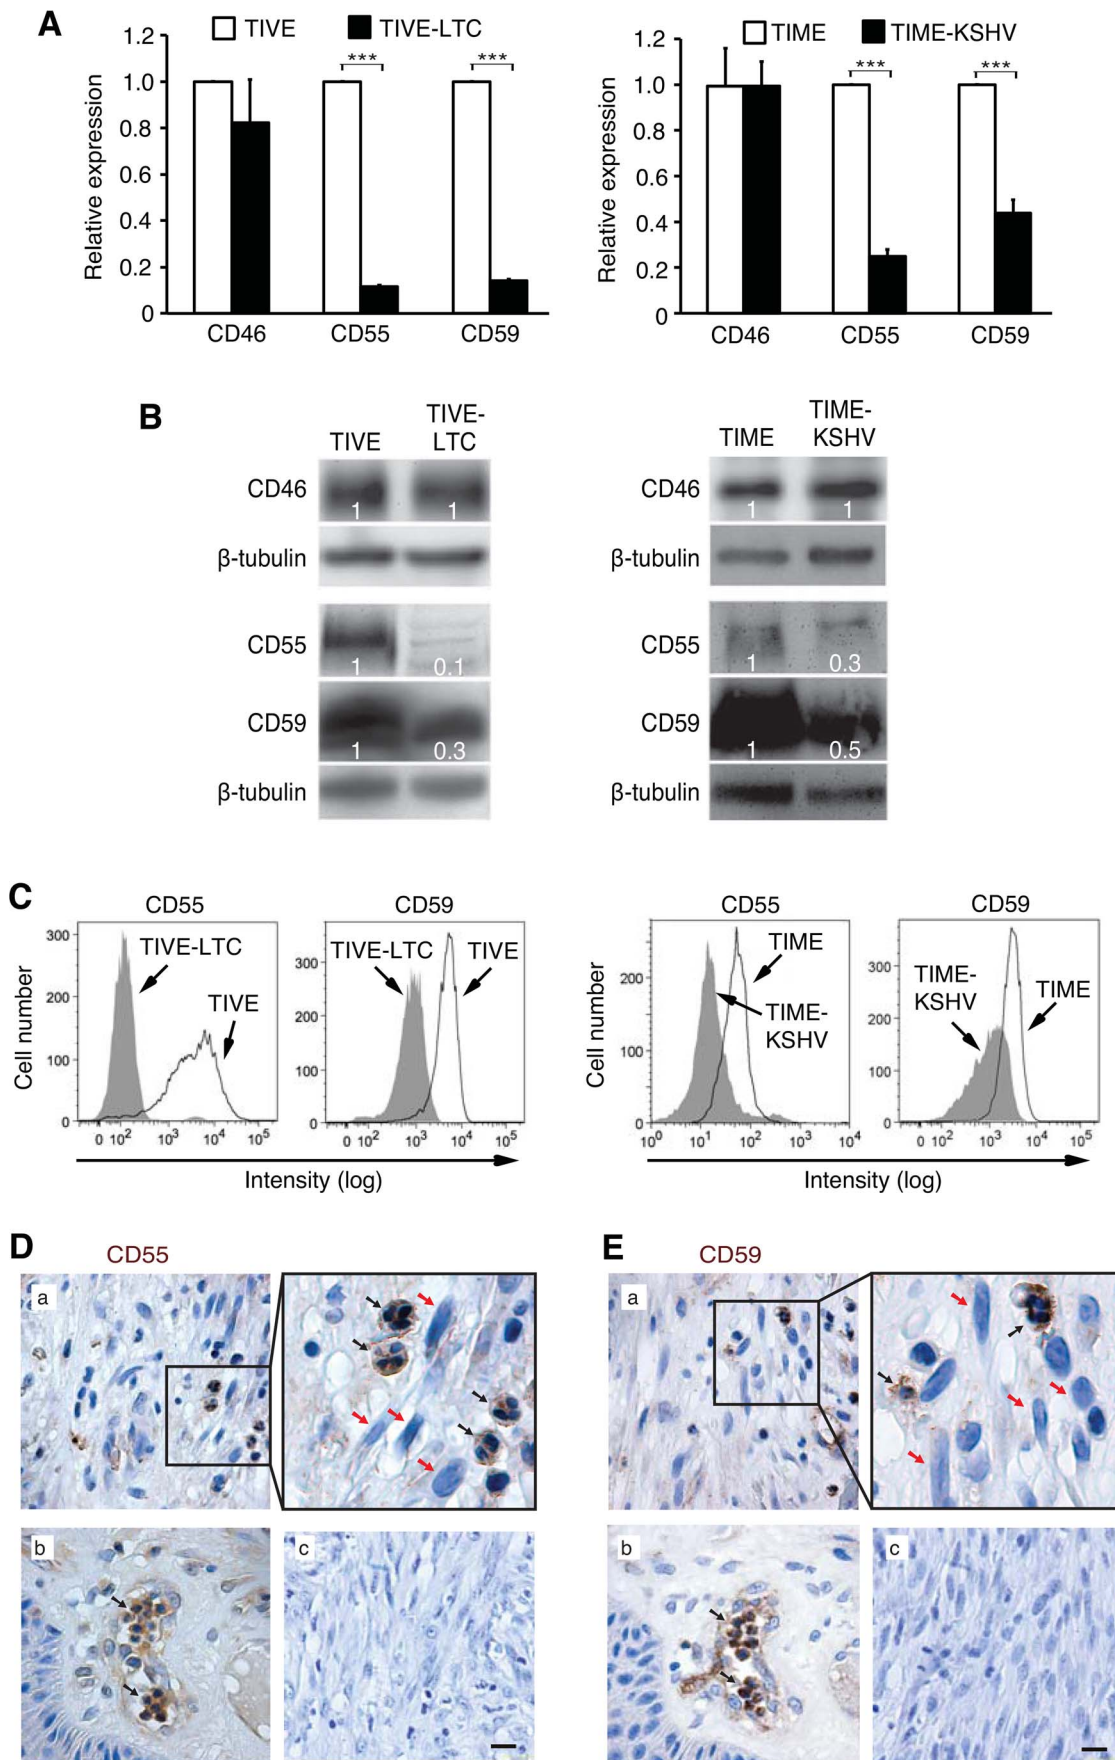 A
TIVE TIVE-LTC
1.2
1.0
0.8
0.6
0.4
0.2
0
Relative expression
*** ***
CD46 CD55 CD59
TIME TIME-KSHV
1.2
1.0
0.8
0.6
0.4
0.2
0
Relative expression
*** ***
CD46 CD55 CD59
B
TIVE TIVE-
LTC
CD46 1 1
β-tubulin
CD55 1 0.1
CD59 1 0.3
β-tubulin
TIME TIME-
KSHV
CD46 1 1
β-tubulin
CD55 1 0.3
CD59 1 0.5
β-tubulin
C
CD55
TIVE-LTC
TIVE
Cell number
300
200
100
0
0 10² 10³ 10⁴ 10⁵
CD59
TIVE-LTC TIVE
300
200
100
0
0 10² 10³ 10⁴ 10⁵
Intensity (log)
CD55
TIME
TIME-
KSHV
Cell number
200
100
0
10⁰ 10¹ 10² 10³ 10⁴
CD59
TIME-
KSHV
TIME
300
200
100
0
0 10² 10³ 10⁴ 10⁵
Intensity (log)
D
CD55
a
b
c
E
CD59
a
b
c